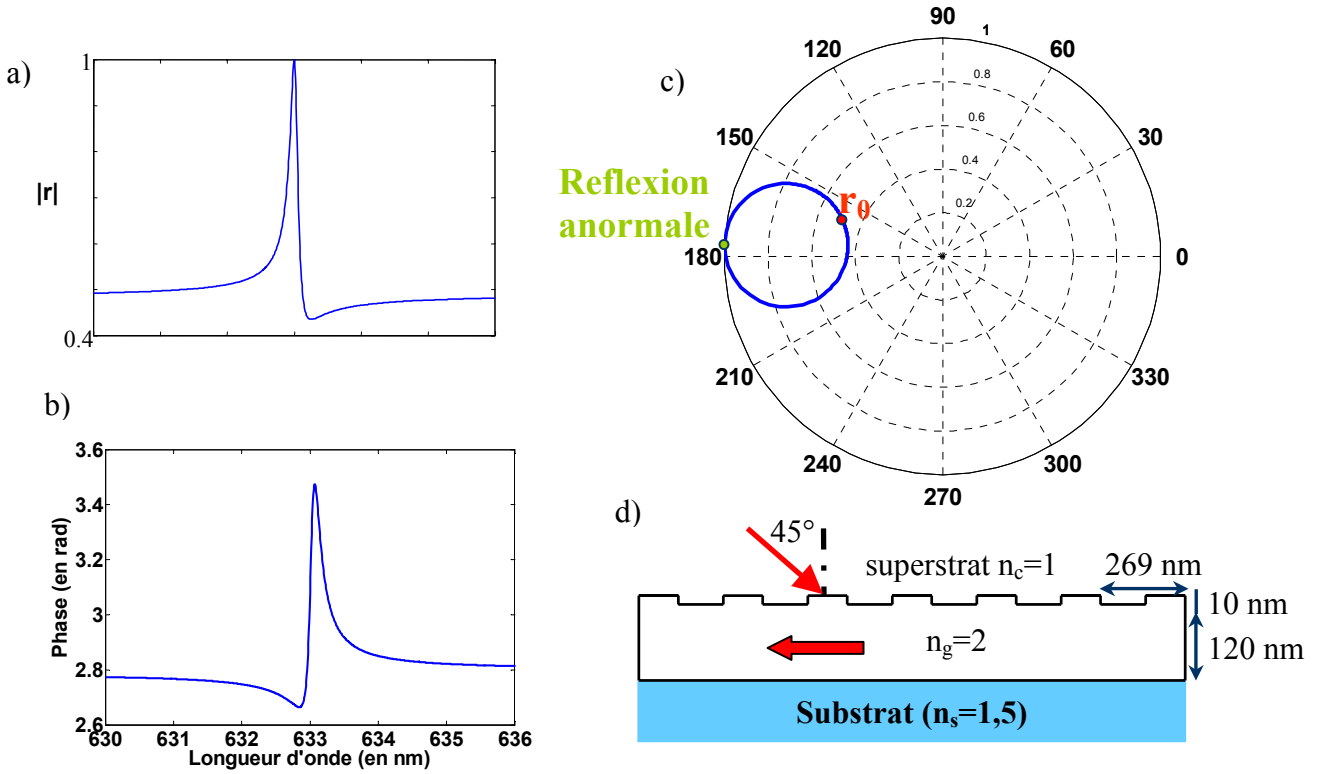 a)
1
|r|
0.4
b)
3.6
3.4
3.2
3
2.8
2.6
Phase (en rad)
630 631 632 633 634 635 636
Longueur d'onde (en nm)
c)
90
1
120 60
0.8
0.6
150 30
0.4
0.2
Reflexion
anormale
r₀
180 0
210 330
240 300
270
d)
45°
superstrat n_c=1
269 nm
10 nm
n_g=2
120 nm
Substrat (n_s=1,5)